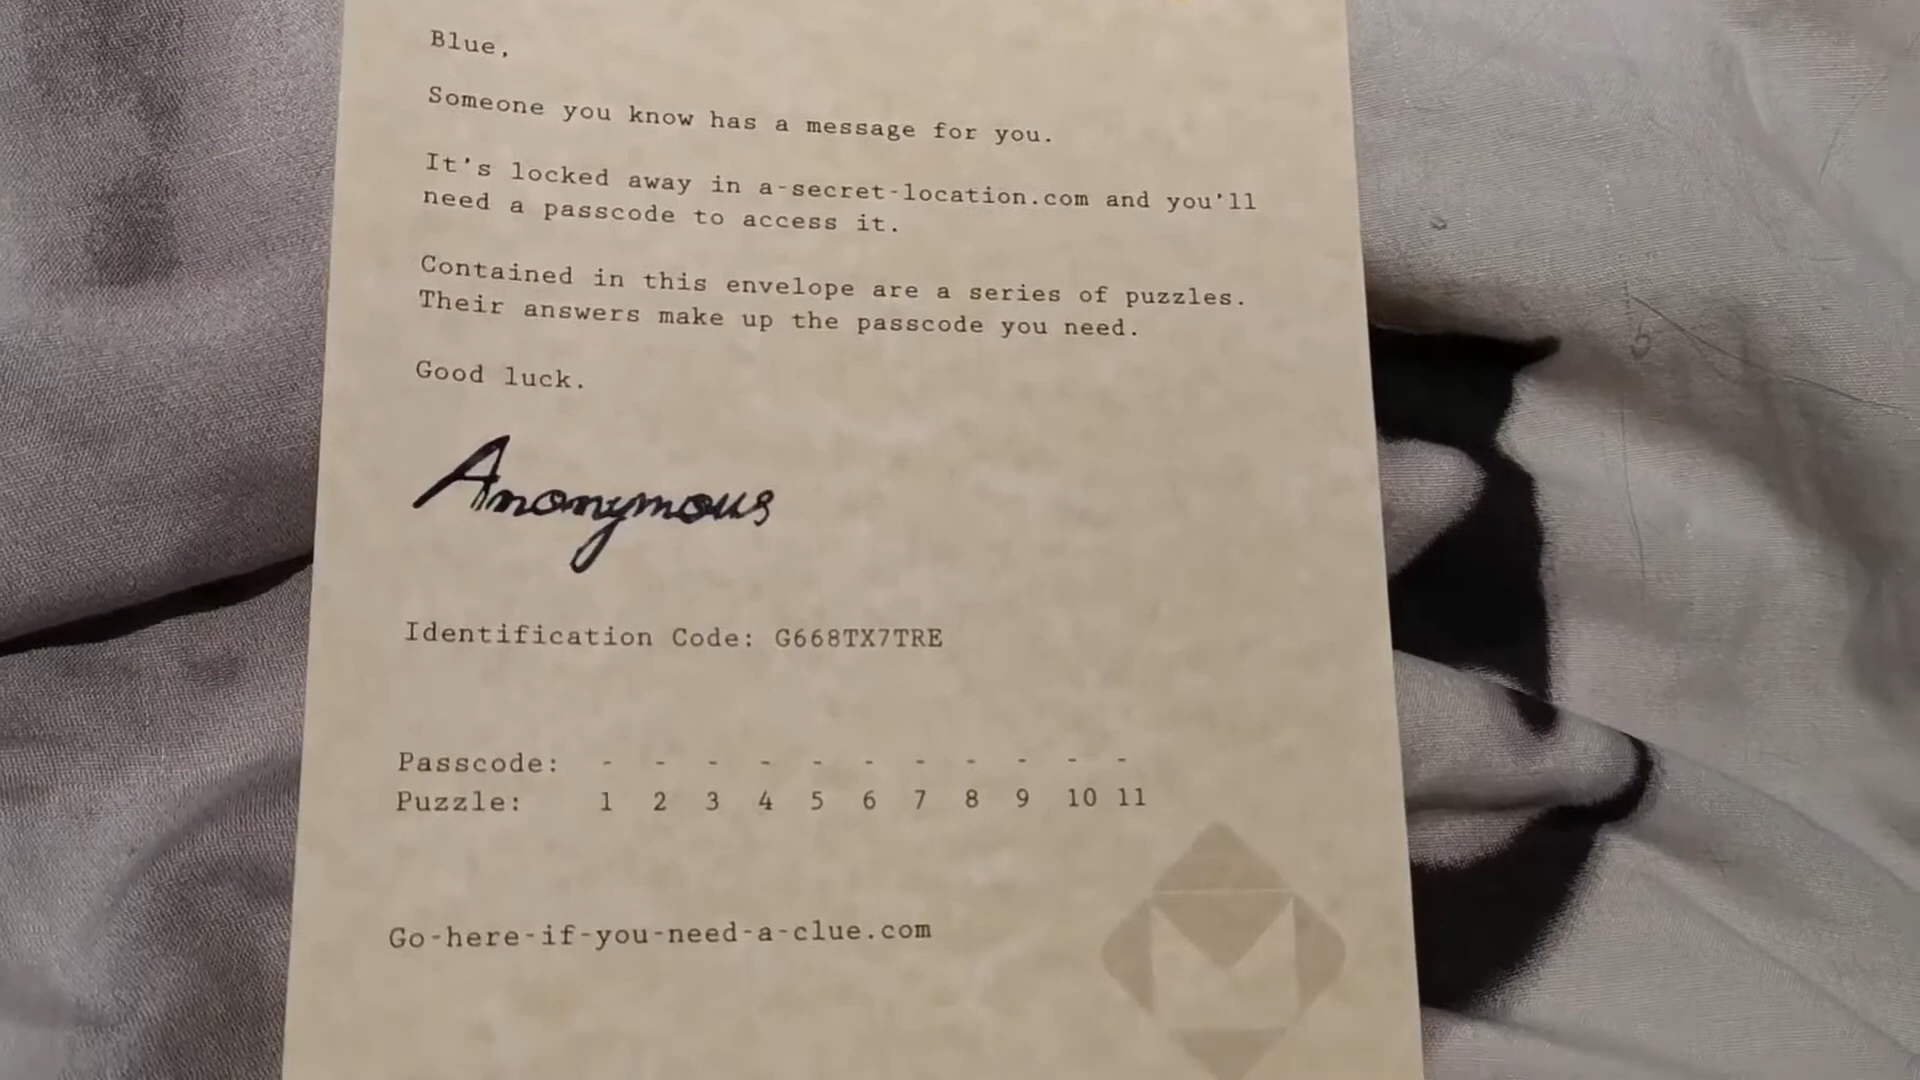 Blue,
Someone you know has a message for you.
It's locked away in a-secret-location.com and you'll
need a passcode to access it.
Contained in this envelope are a series of puzzles.
Their answers make up the passcode you need.
Good luck.
Anonymous
Identification Code: G668TX7TRE
Passcode: - - - - - - - - - - -
Puzzle: 1 2 3 4 5 6 7 8 9 10 11
Go-here-if-you-need-a-clue.com